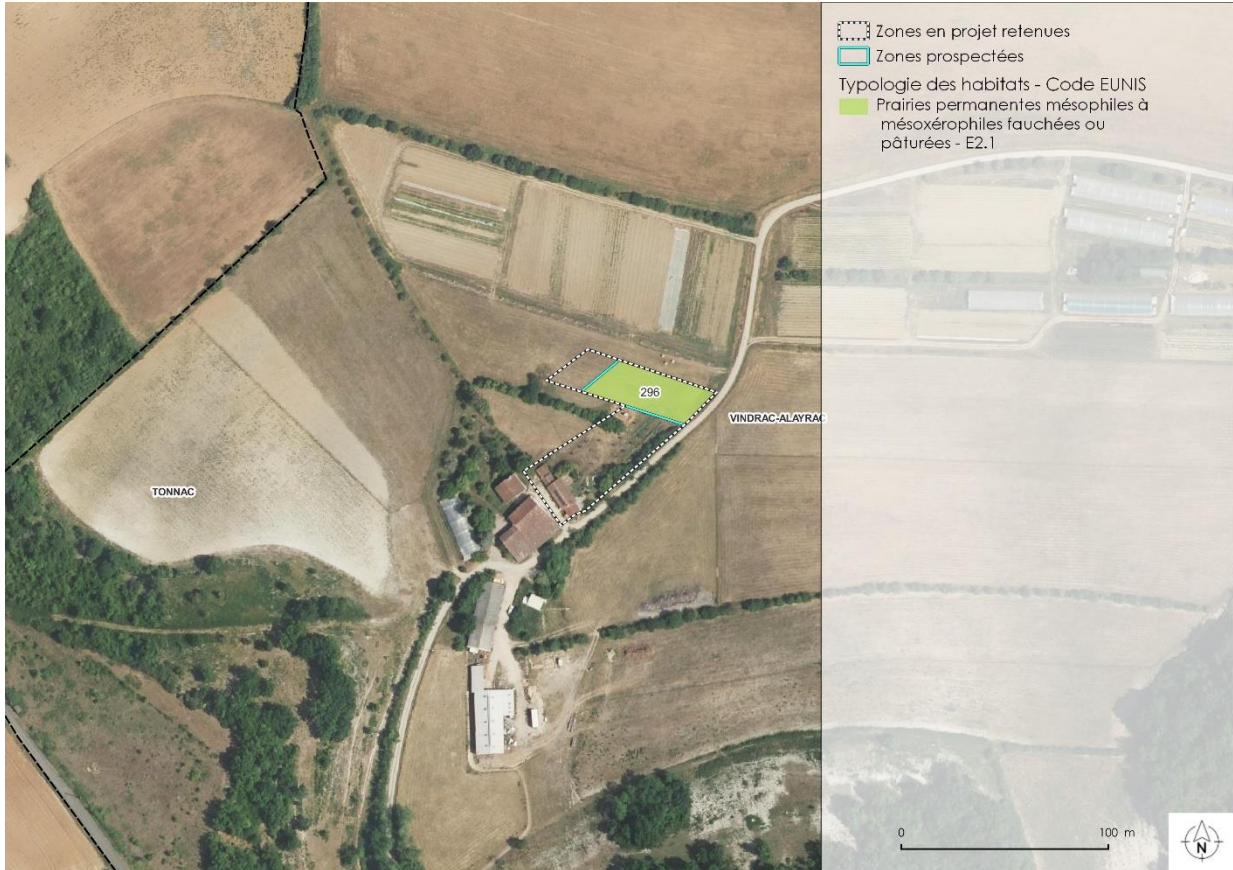 Zones en projet retenues
Zones prospectées
Typologie des habitats - Code EUNIS
Prairies permanentes mésophiles à
mésoxérophiles fauchées ou
pâturées - E2.1
296
VINDRAC-ALAYRAC
TONNAC
0 100 m
N